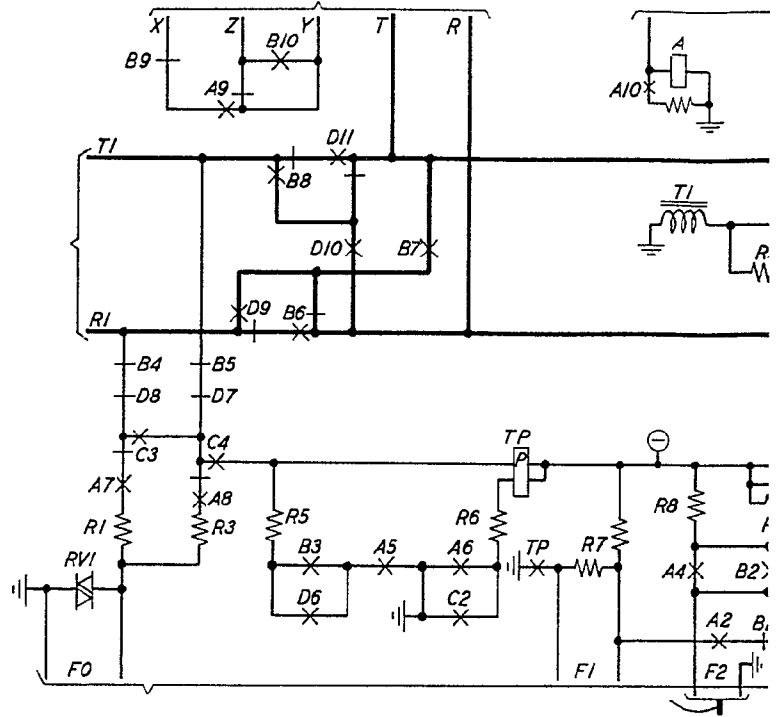 X Z Y T R
B10 A
B9
A9 A10
D11
T1
B8
T1
D10 B7
R
D9 B6
R1
B4 B5
D8 D7
C4 TP
C3 P
A7 A8 R5 R6 R8
R1 R3 R7
RV1 B3 A5 A6 TP A4 B2
D6 C2
A2 B
F0 F1 F2